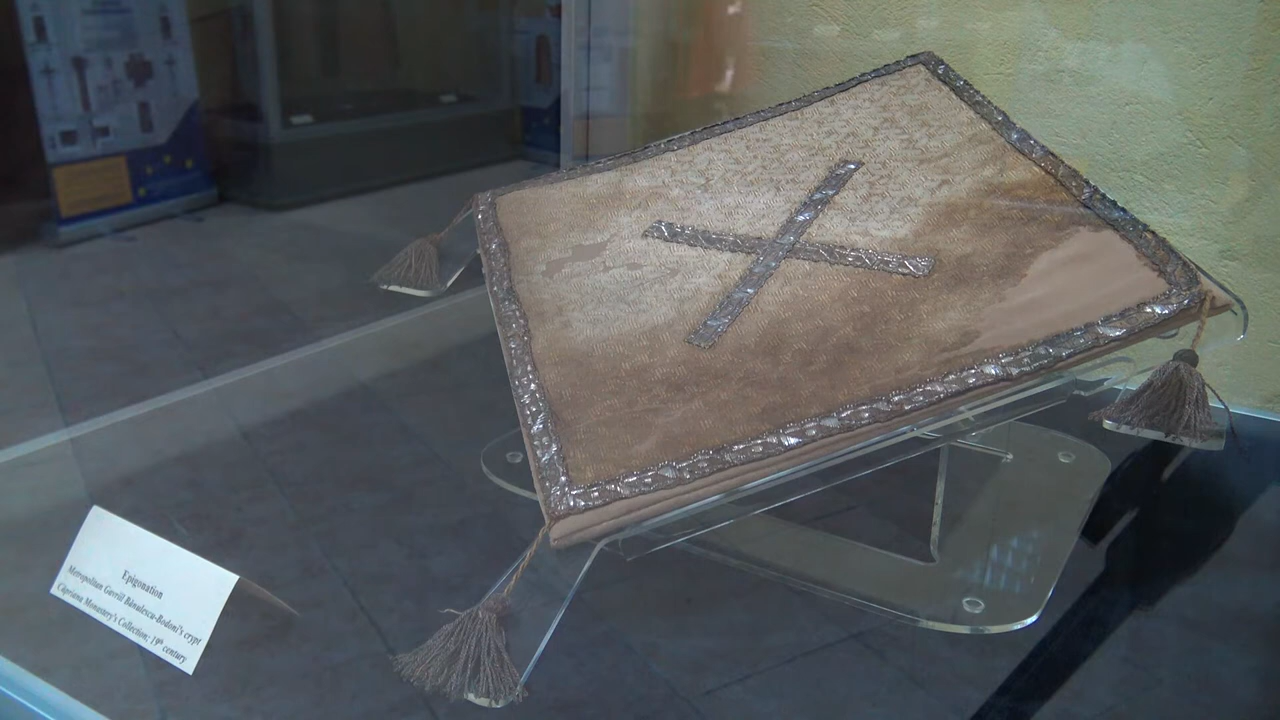 Epigonation
Metropolitan Gavriil Bănulescu-Bodoni's crypt
Căpriana Monastery's Collection; 19th century